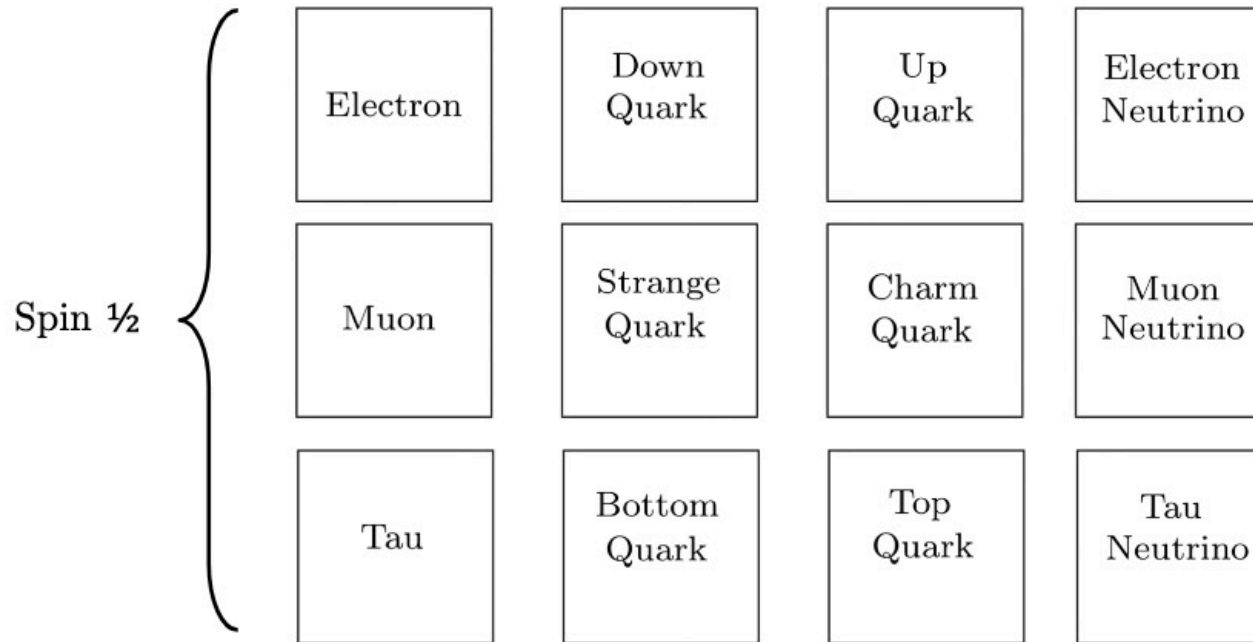 Electron
Down
Quark
Up
Quark
Electron
Neutrino
Spin ½
Muon
Strange
Quark
Charm
Quark
Muon
Neutrino
Tau
Bottom
Quark
Top
Quark
Tau
Neutrino